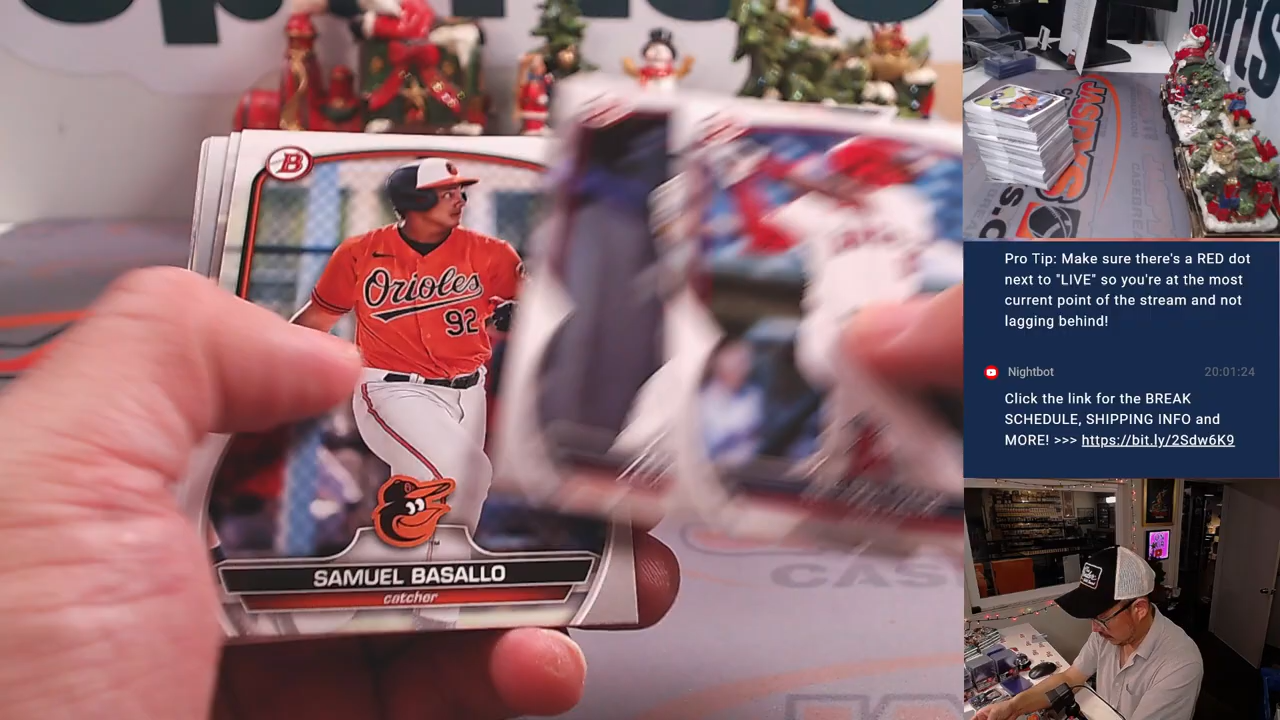 B
Orioles
92
SAMUEL BASALLO
catcher
Pro Tip: Make sure there's a RED dot
next to "LIVE" so you're at the most
current point of the stream and not
lagging behind!
Nightbot
20:01:24
Click the link for the BREAK
SCHEDULE, SHIPPING INFO and
MORE! >>> https://bit.ly/2Sdw6K9
JASPYS
CAS